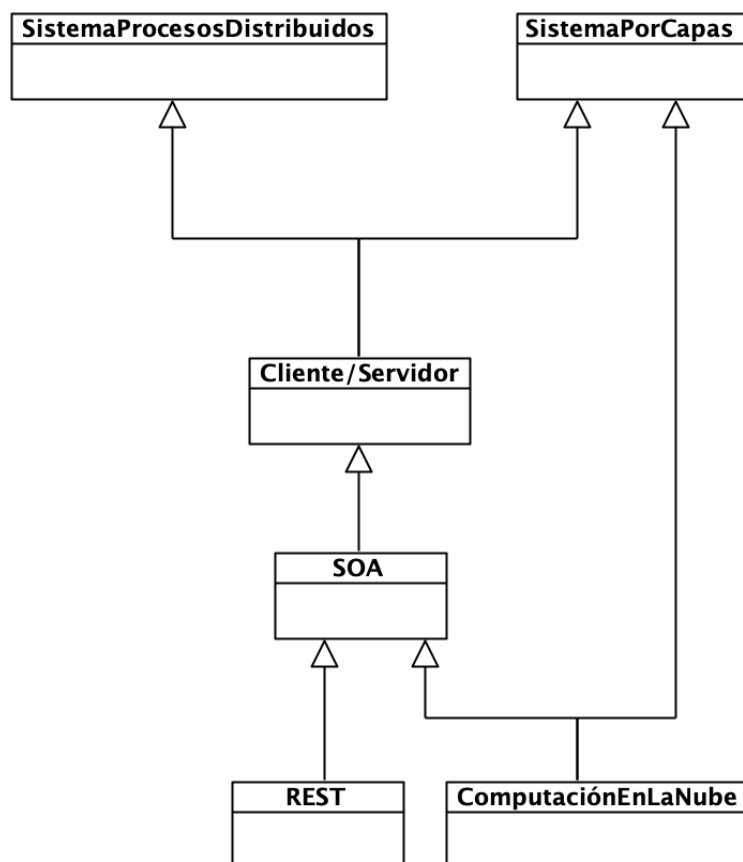 SistemaProcesosDistribuidos
SistemaPorCapas
Cliente/Servidor
SOA
REST
ComputaciónEnLaNube